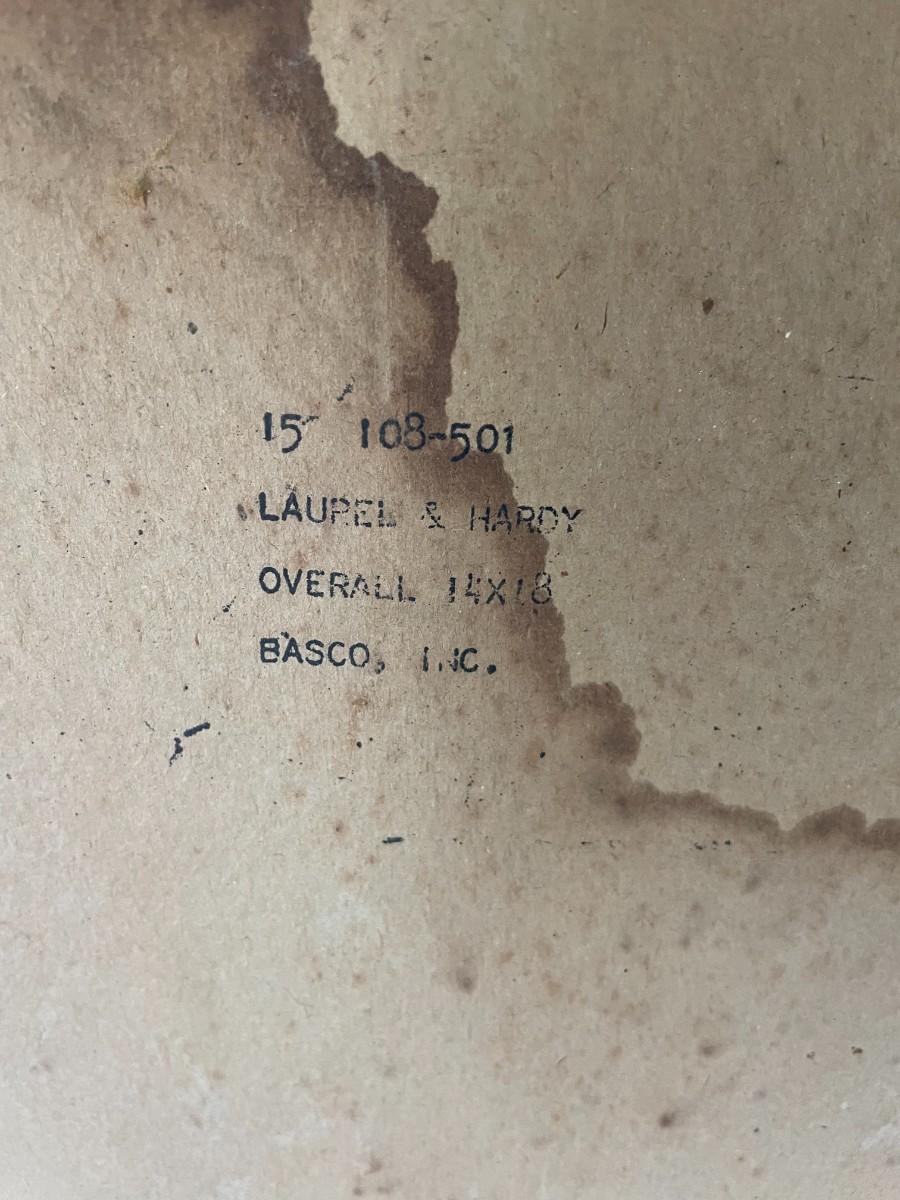 15 108-501
LAUREL & HARDY
OVERALL 14X18
BASCO, INC.